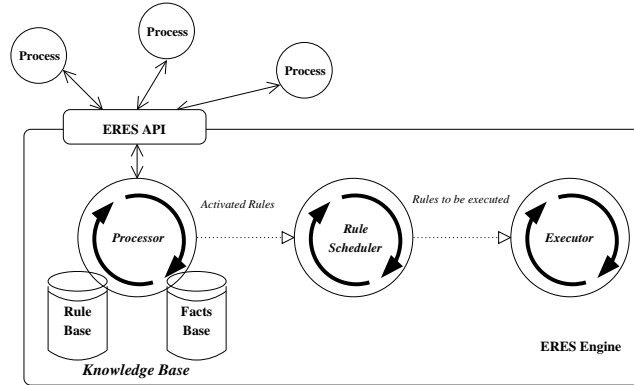 Process
Process
Process
ERES API
Activated Rules
Rules to be executed
Processor
Rule
Scheduler
Executor
Rule
Base
Facts
Base
Knowledge Base
ERES Engine